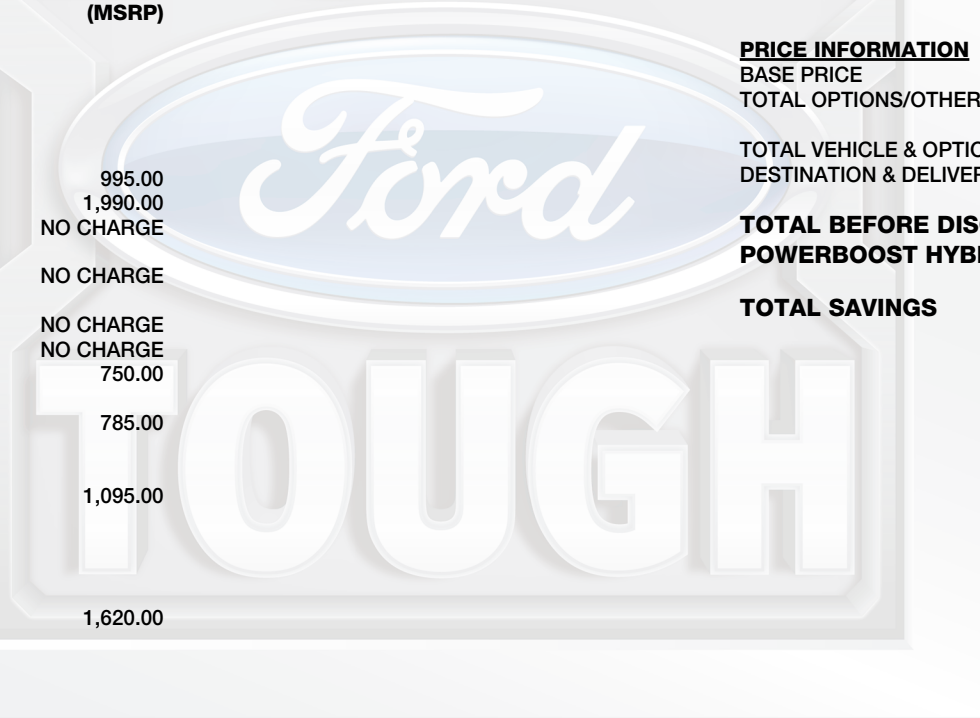 (MSRP)
995.00
1,990.00
NO CHARGE
NO CHARGE
NO CHARGE
NO CHARGE
750.00
785.00
1,095.00
1,620.00
PRICE INFORMATION
BASE PRICE
TOTAL OPTIONS/OTHER
TOTAL VEHICLE & OPTIO
DESTINATION & DELIVER
TOTAL BEFORE DIS
POWERBOOST HYB
TOTAL SAVINGS
Ford
TOUGH